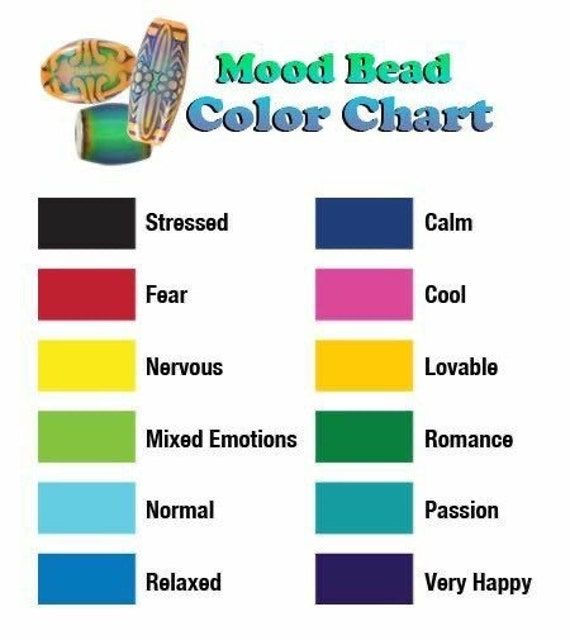 Mood Bead
Color Chart
Stressed
Calm
Fear
Cool
Nervous
Lovable
Mixed Emotions
Romance
Normal
Passion
Relaxed
Very Happy